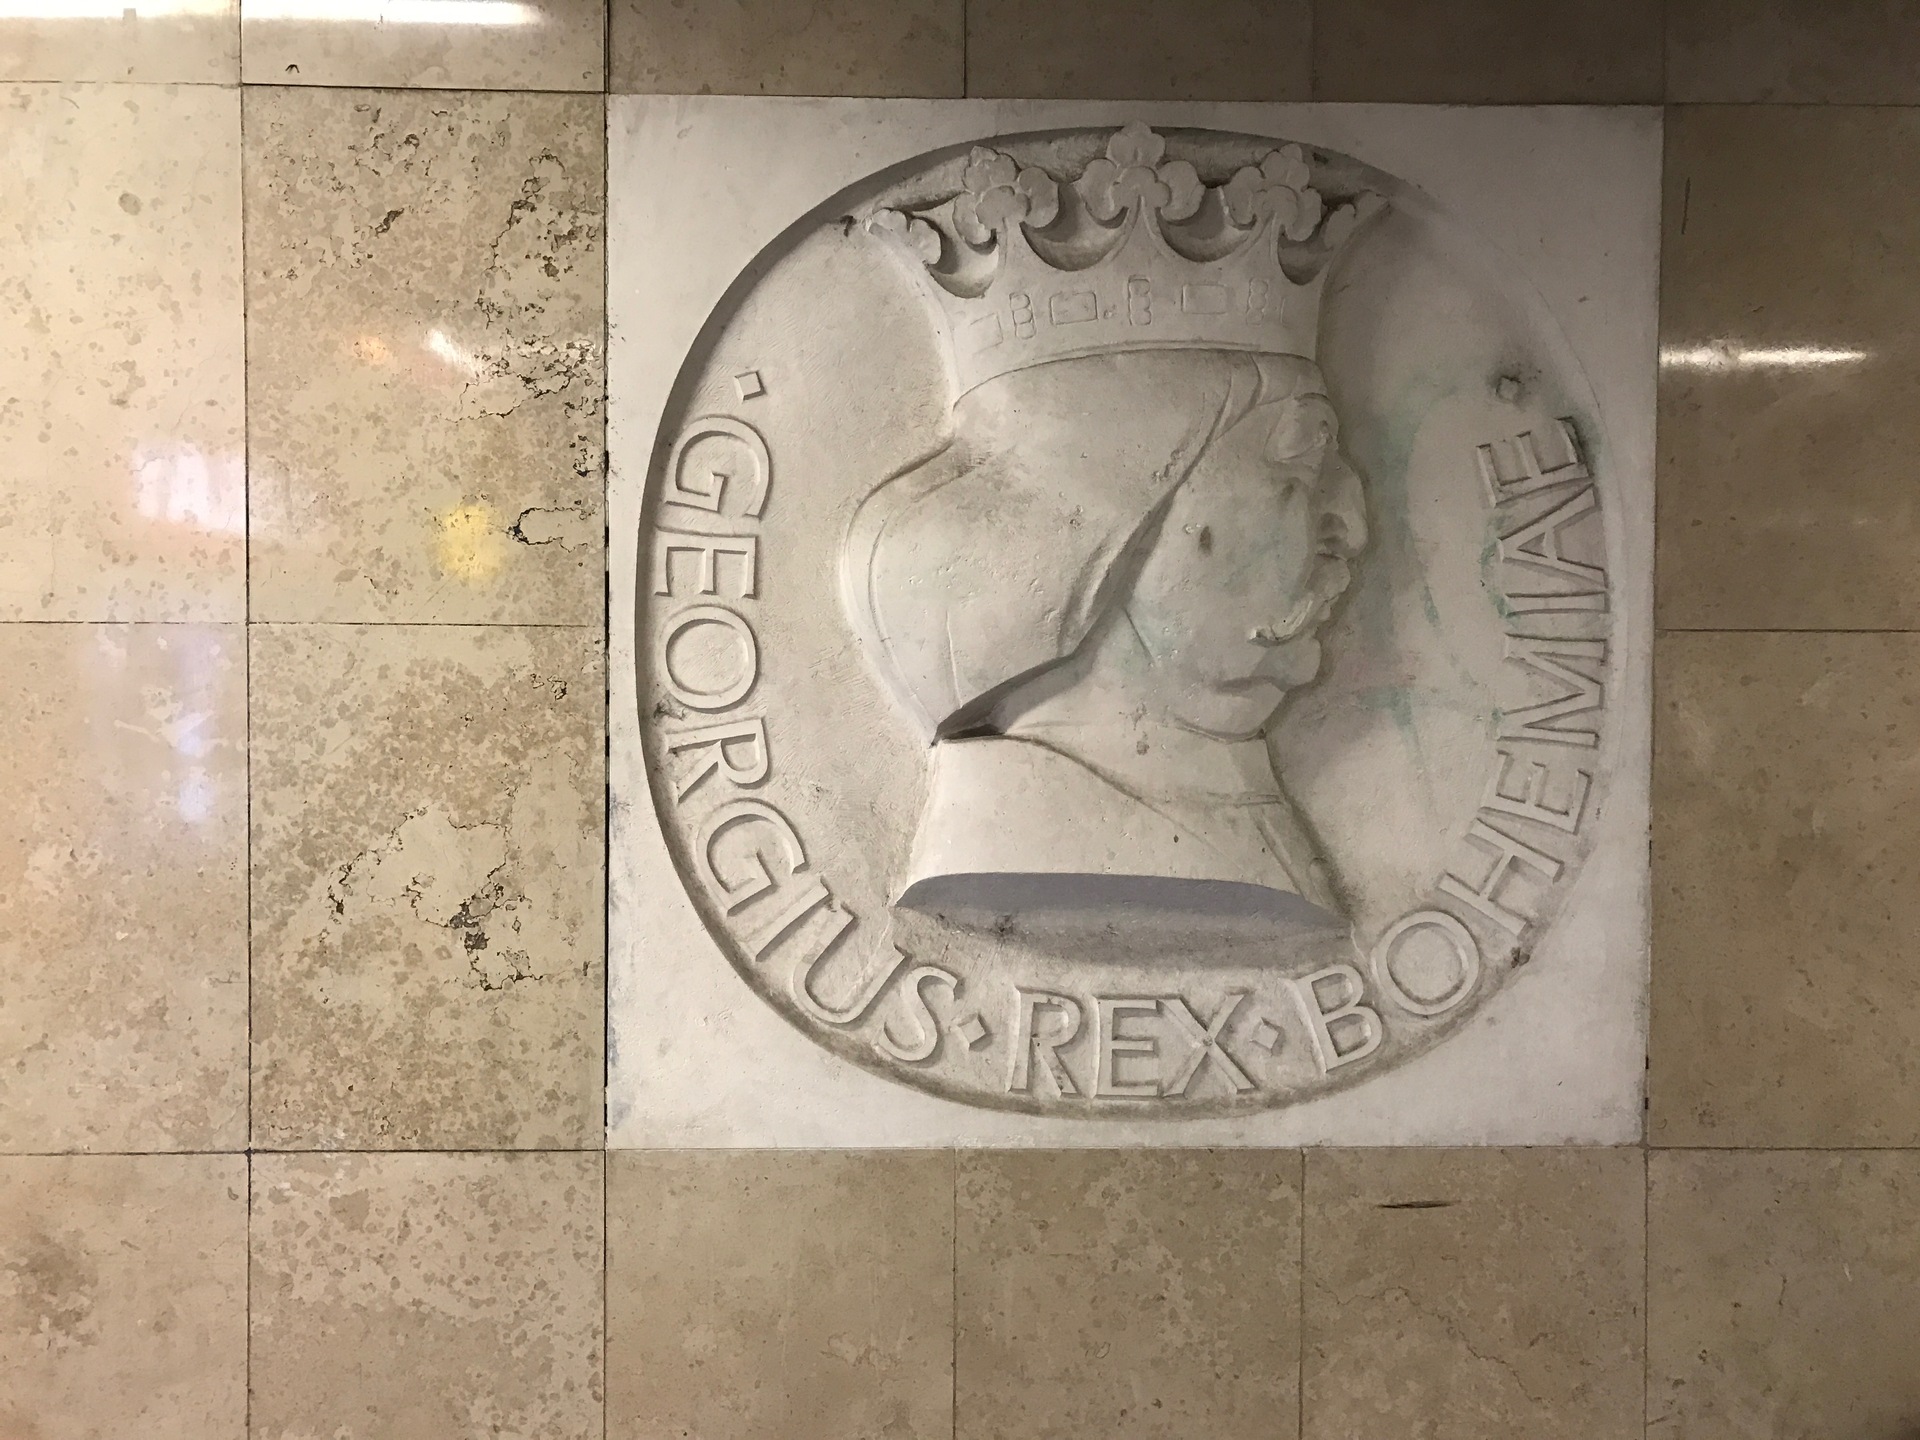 · GEORGIUS · REX · BOHEMIAE